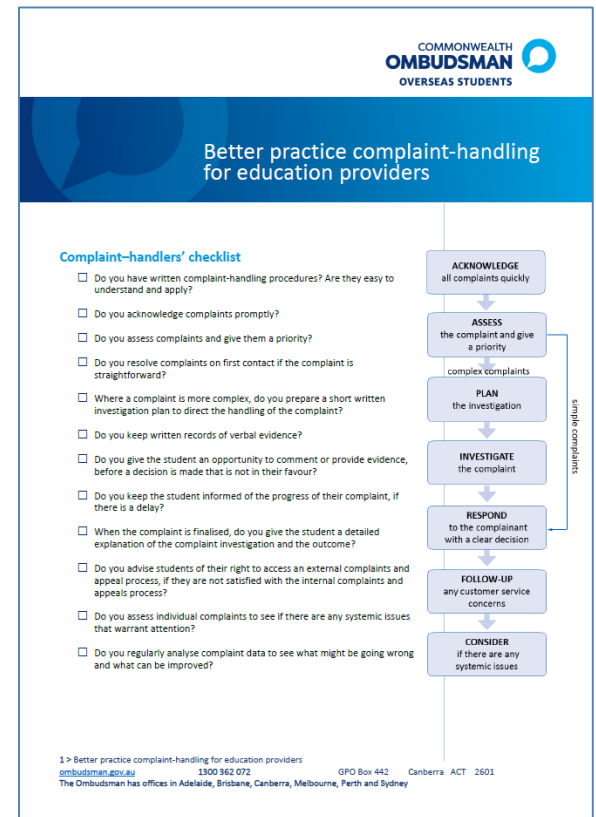 COMMONWEALTH
OMBUDSMAN
OVERSEAS STUDENTS
Better practice complaint-handling
for education providers
Complaint–handlers' checklist
Do you have written complaint-handling procedures? Are they easy to
understand and apply?
Do you acknowledge complaints promptly?
Do you assess complaints and give them a priority?
Do you resolve complaints on first contact if the complaint is
straightforward?
Where a complaint is more complex, do you prepare a short written
investigation plan to direct the handling of the complaint?
Do you keep written records of verbal evidence?
Do you give the student an opportunity to comment or provide evidence,
before a decision is made that is not in their favour?
Do you keep the student informed of the progress of their complaint, if
there is a delay?
When the complaint is finalised, do you give the student a detailed
explanation of the complaint investigation and the outcome?
Do you advise students of their right to access an external complaints and
appeal process, if they are not satisfied with the internal complaints and
appeals process?
Do you assess individual complaints to see if there are any systemic issues
that warrant attention?
Do you regularly analyse complaint data to see what might be going wrong
and what can be improved?
ACKNOWLEDGE
all complaints quickly
ASSESS
the complaint and give
a priority
complex complaints
PLAN
the investigation
INVESTIGATE
the complaint
RESPOND
to the complainant
with a clear decision
FOLLOW-UP
any customer service
concerns
CONSIDER
if there are any
systemic issues
simple complaints
1 > Better practice complaint-handling for education providers
ombudsman.gov.au 1300 362 072 GPO Box 442 Canberra ACT 2601
The Ombudsman has offices in Adelaide, Brisbane, Canberra, Melbourne, Perth and Sydney